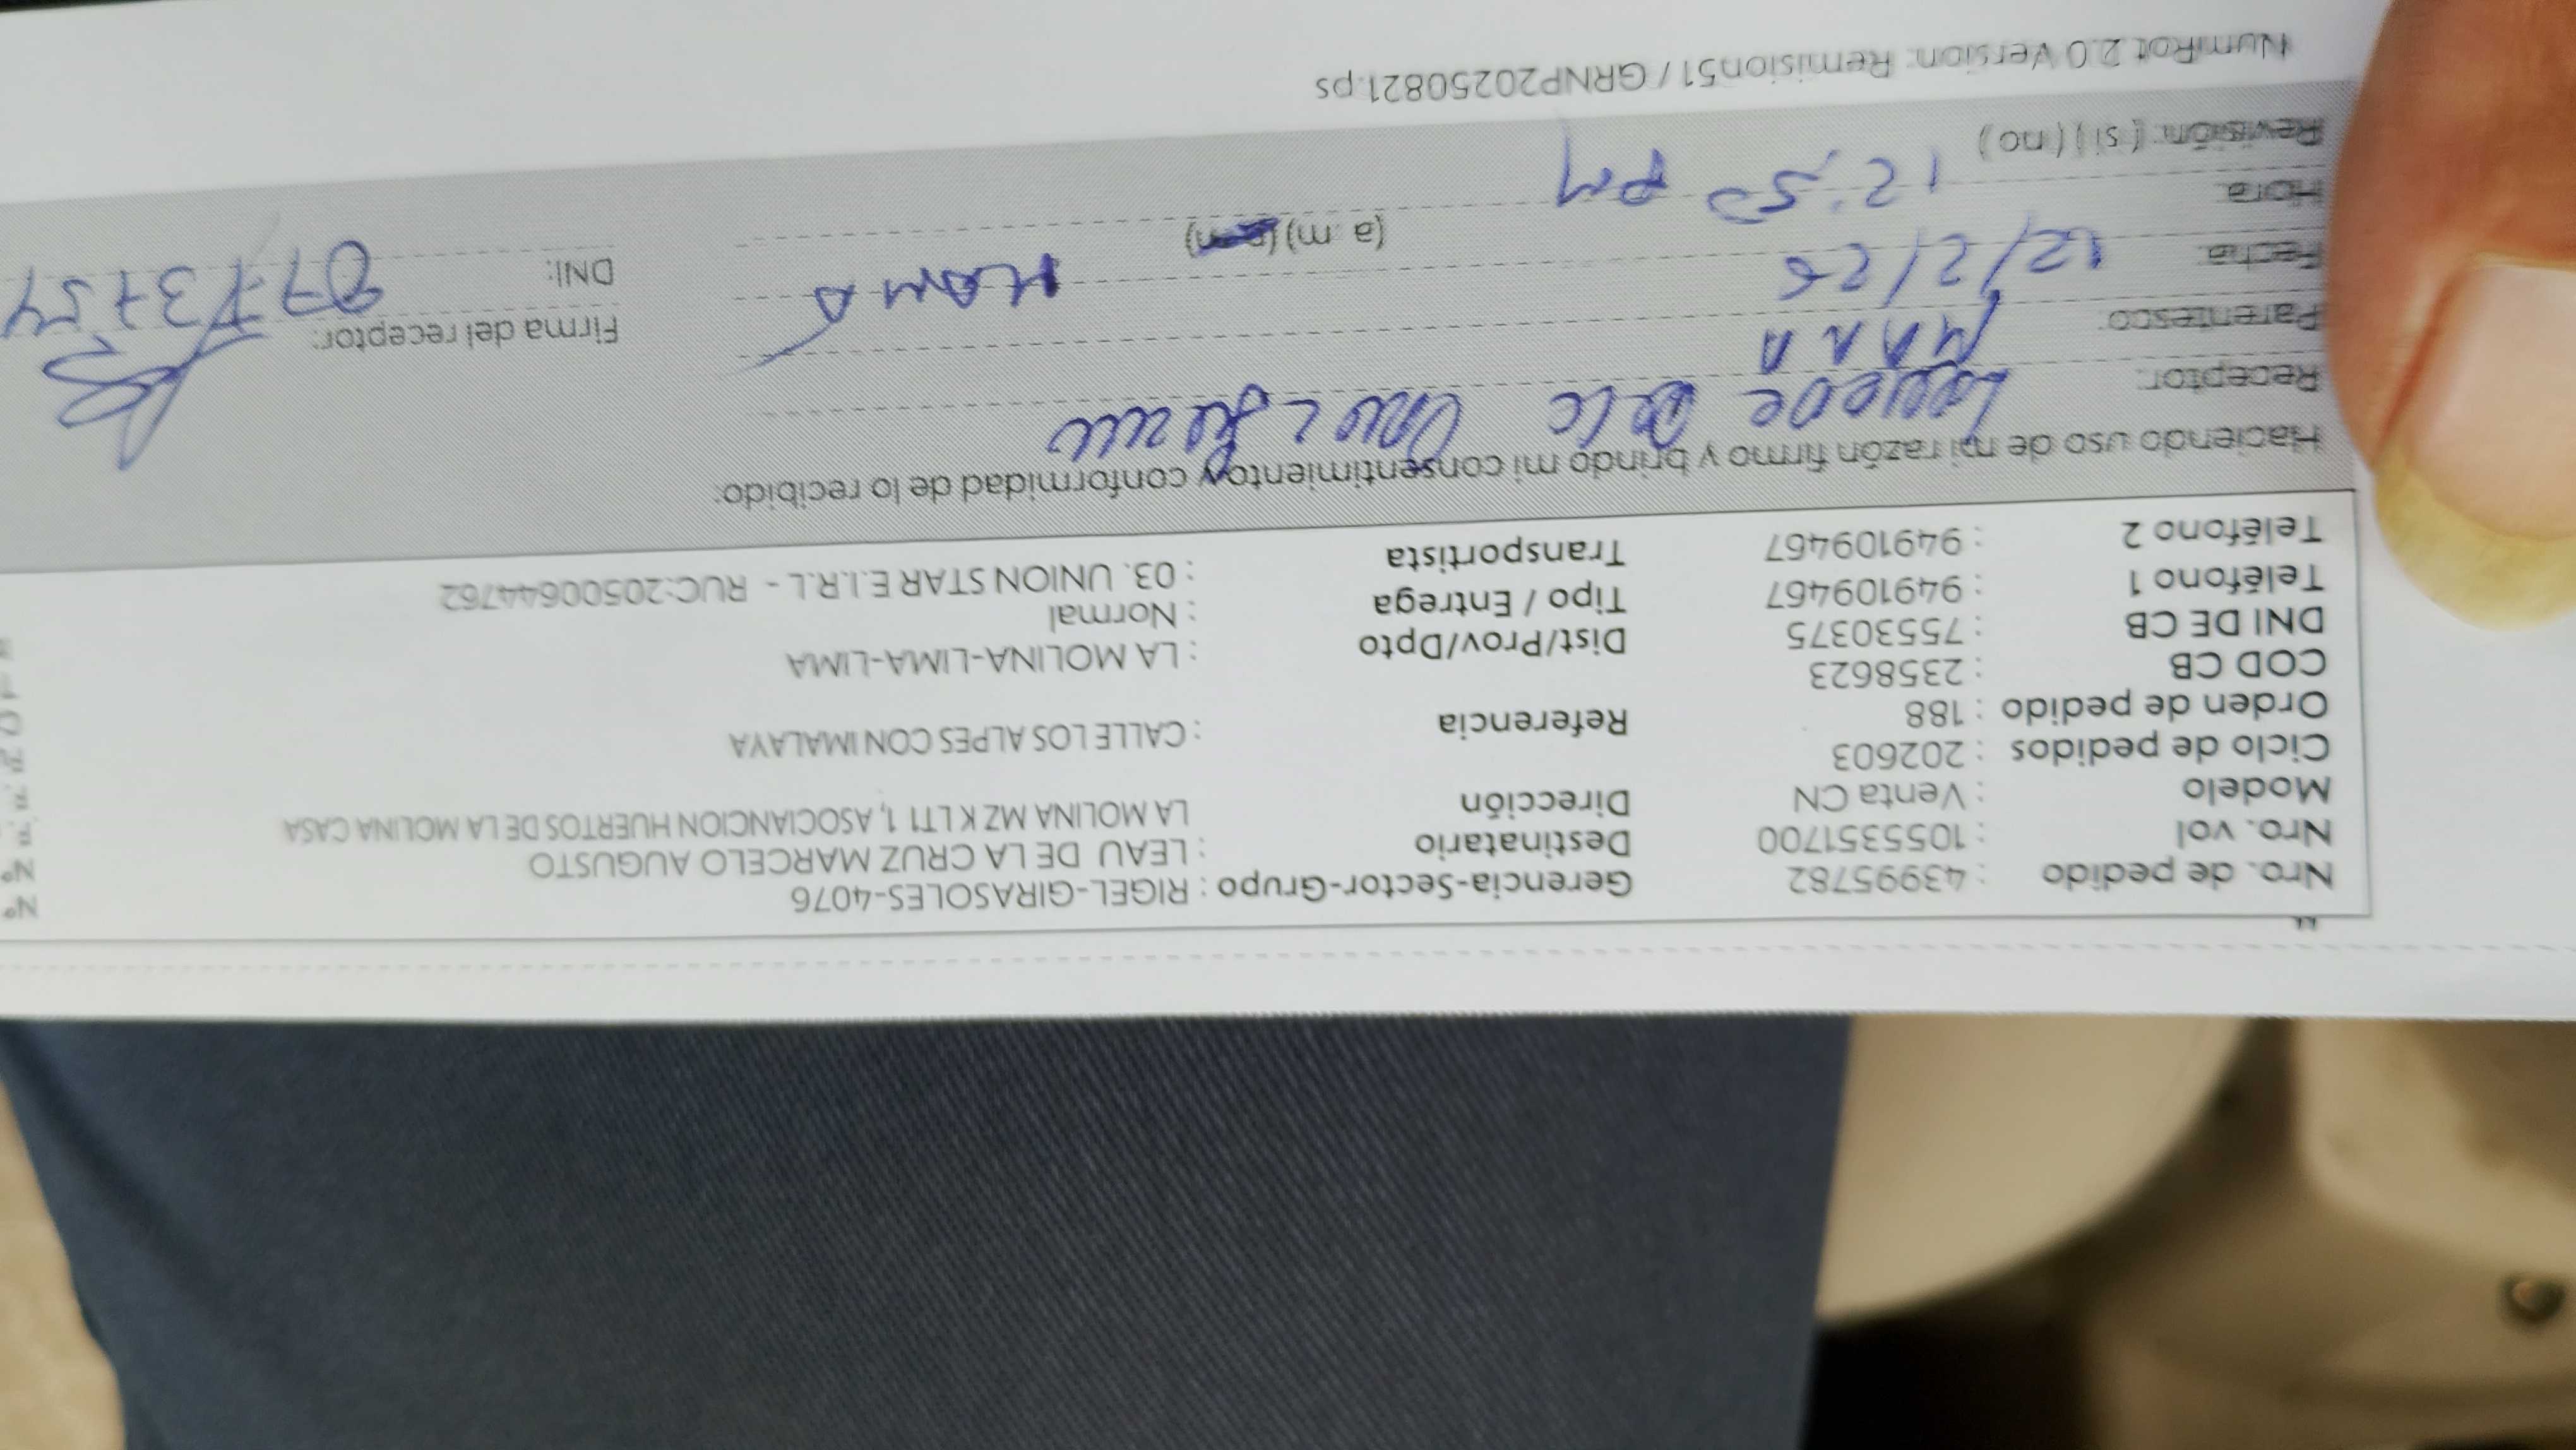 Nro. de pedido : 43995782 Gerencia-Sector-Grupo : RIGEL-GIRASOLES-4076 Nº
Nro. vol : 1055351700 Destinatario : LEAU DE LA CRUZ MARCELO AUGUSTO Nº
Modelo : Venta CN Dirección LA MOLINA MZ K LT1 1, ASOCIANCION HUERTOS DE LA MOLINA CASA F.
Ciclo de pedidos : 202603
Orden de pedido : 188 Referencia : CALLE LOS ALPES CON IMALAYA
COD CB : 2358623
DNI DE CB : 75530375 Dist/Prov/Dpto : LA MOLINA-LIMA-LIMA
Teléfono 1 : 949109467 Tipo / Entrega : Normal
Teléfono 2 : 949109467 Transportista : 03. UNION STAR E.I.R.L - RUC:20500644762
Haciendo uso de mi razón firmo y brindo mi consentimiento y conformidad de lo recibido:
Receptor:
Parentesco: Firma del receptor:
Fecha: 12/2/26 MAMA DNI:
Hora: 12:50 PM (a m)
Revisión: (si) (no)
NumRot 2.0 Version: Remision51 / GRNP20250821.ps